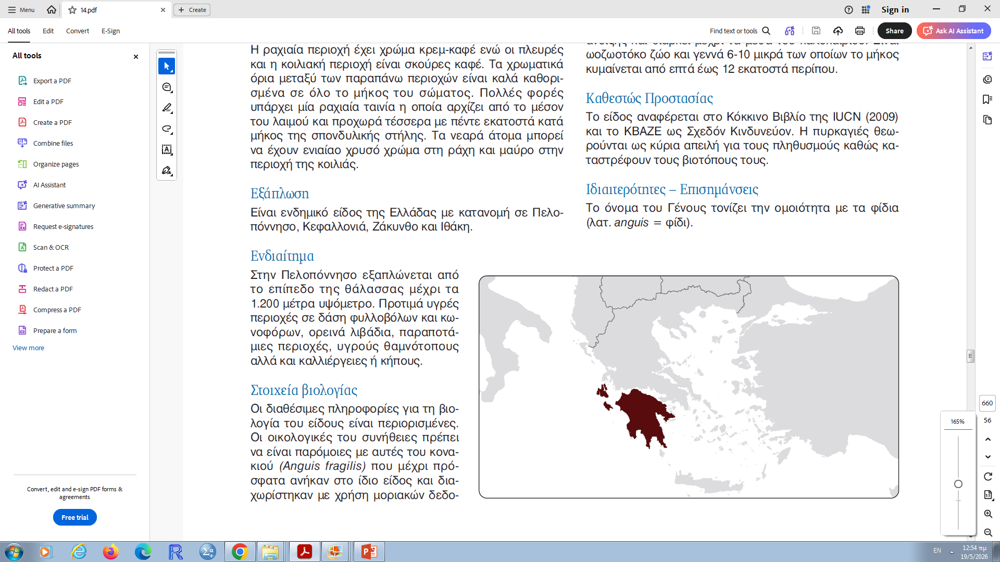 Menu
14.pdf
Create
Sign in
All tools
Edit
Convert
E-Sign
Find text or tools
Share
Ask AI Assistant
All tools
Export a PDF
Edit a PDF
Create a PDF
Combine files
Organize pages
AI Assistant
Generative summary
Request e-signatures
Scan & OCR
Protect a PDF
Redact a PDF
Compress a PDF
Prepare a form
View more
Convert, edit and e-sign PDF forms &
agreements
Free trial
Η ραχιαία περιοχή έχει χρώμα κρεμ-καφέ ενώ οι πλευρές
και η κοιλιακή περιοχή είναι σκούρες καφέ. Τα χρωματικά
όρια μεταξύ των παραπάνω περιοχών είναι καλά καθορι-
σμένα σε όλο το μήκος του σώματος. Πολλές φορές
υπάρχει μία ραχιαία ταινία η οποία αρχίζει από το μέσον
του λαιμού και προχωρά τέσσερα με πέντε εκατοστά κατά
μήκος της σπονδυλικής στήλης. Τα νεαρά άτομα μπορεί
να έχουν ενιαίαο χρυσό χρώμα στη ράχη και μαύρο στην
περιοχή της κοιλιάς.
Εξάπλωση
Είναι ενδημικό είδος της Ελλάδας με κατανομή σε Πελο-
πόννησο, Κεφαλλονιά, Ζάκυνθο και Ιθάκη.
Ενδιαίτημα
Στην Πελοπόννησο εξαπλώνεται από
το επίπεδο της θάλασσας μέχρι τα
1.200 μέτρα υψόμετρο. Προτιμά υγρές
περιοχές σε δάση φυλλοβόλων και κω-
νοφόρων, ορεινά λιβάδια, παραποτά-
μιες περιοχές, υγρούς θαμνότοπους
αλλά και καλλιέργειες ή κήπους.
Στοιχεία βιολογίας
Οι διαθέσιμες πληροφορίες για τη βιο-
λογία του είδους είναι περιορισμένες.
Οι οικολογικές του συνήθειες πρέπει
να είναι παρόμοιες με αυτές του κονα-
κιού (Anguis fragilis) που μέχρι πρό-
σφατα ανήκαν στο ίδιο είδος και δια-
χωρίστηκαν με χρήση μοριακών δεδο-
άνοιξης και διαρκεί μέχρι τα μέσα του καλοκαιριού. Είναι
ωοζωοτόκο ζώο και γεννά 6-10 μικρά των οποίων το μήκος
κυμαίνεται από επτά έως 12 εκατοστά περίπου.
Καθεστώς Προστασίας
Το είδος αναφέρεται στο Κόκκινο Βιβλίο της IUCN (2009)
και το ΚΒΑΖΕ ως Σχεδόν Κινδυνεύον. Η πυρκαγιές θεω-
ρούνται ως κύρια απειλή για τους πληθυσμούς καθώς κα-
ταστρέφουν τους βιοτόπους τους.
Ιδιαιτερότητες – Επισημάνσεις
Το όνομα του Γένους τονίζει την ομοιότητα με τα φίδια
(λατ. anguis = φίδι).
660
56
165%
EN
12:54 πμ
19/5/2026